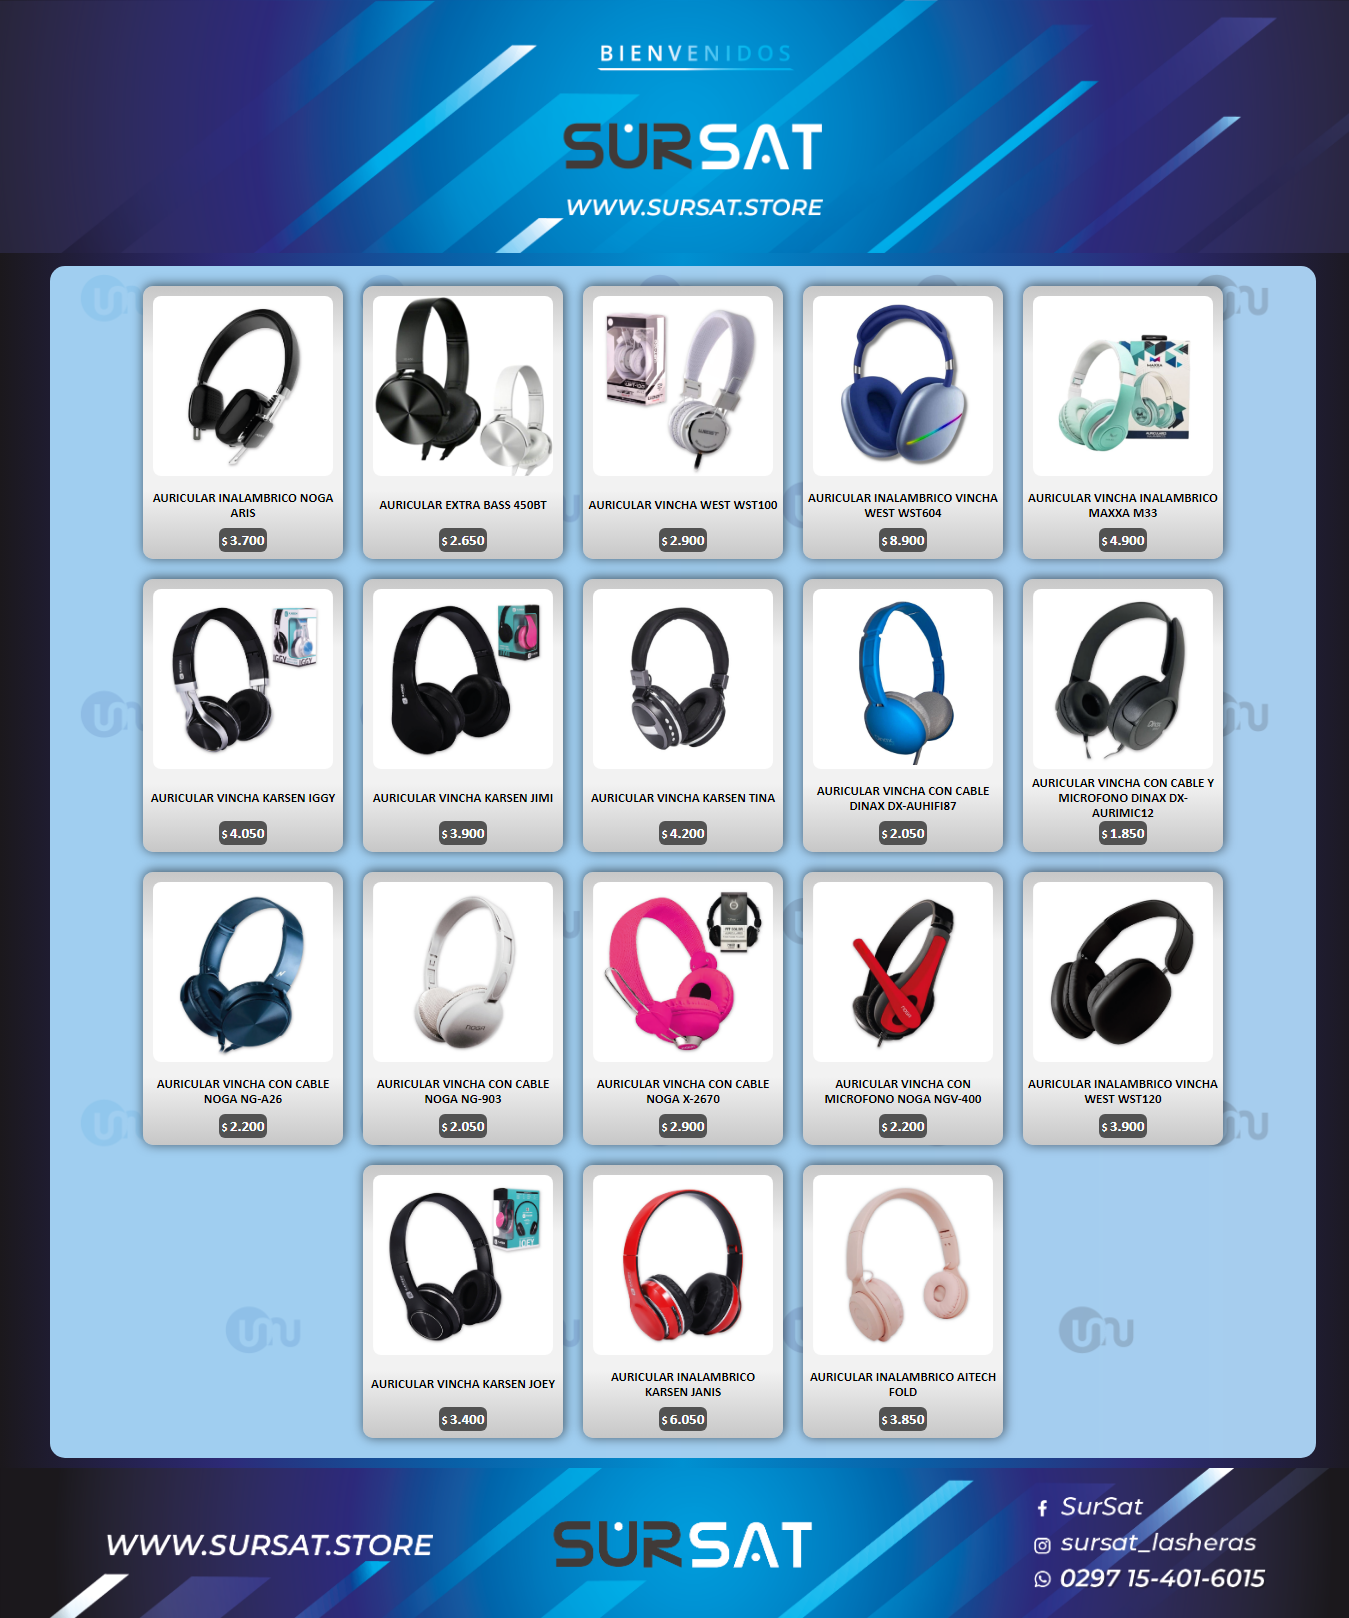 BIENVENIDOS
SURSAT
WWW.SURSAT.STORE
AURICULAR INALAMBRICO NOGA
ARIS
$ 3.700
AURICULAR EXTRA BASS 450BT
$ 2.650
AURICULAR VINCHA WEST WST100
$ 2.900
AURICULAR INALAMBRICO VINCHA
WEST WST604
$ 8.900
AURICULAR VINCHA INALAMBRICO
MAXXA M33
$ 4.900
AURICULAR VINCHA KARSEN IGGY
$ 4.050
AURICULAR VINCHA KARSEN JIMI
$ 3.900
AURICULAR VINCHA KARSEN TINA
$ 4.200
AURICULAR VINCHA CON CABLE
DINAX DX-AUHIFI87
$ 2.050
AURICULAR VINCHA CON CABLE Y
MICROFONO DINAX DX-
AURIMIC12
$ 1.850
AURICULAR VINCHA CON CABLE
NOGA NG-A26
$ 2.200
AURICULAR VINCHA CON CABLE
NOGA NG-903
$ 2.050
AURICULAR VINCHA CON CABLE
NOGA X-2670
$ 2.900
AURICULAR VINCHA CON
MICROFONO NOGA NGV-400
$ 2.200
AURICULAR INALAMBRICO VINCHA
WEST WST120
$ 3.900
AURICULAR VINCHA KARSEN JOEY
$ 3.400
AURICULAR INALAMBRICO
KARSEN JANIS
$ 6.050
AURICULAR INALAMBRICO AITECH
FOLD
$ 3.850
WWW.SURSAT.STORE
SURSAT
SurSat
sursat_lasheras
0297 15-401-6015